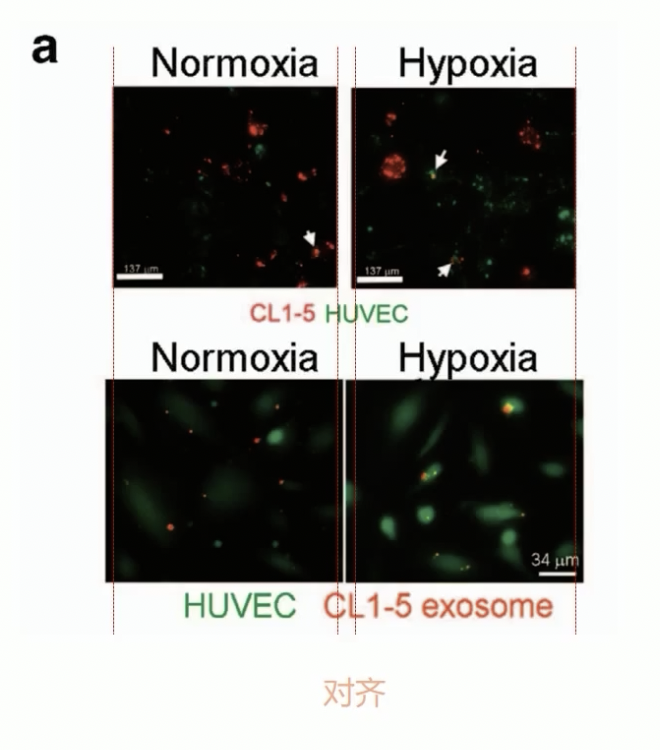 a
Normoxia Hypoxia
137 μm 137 μm
CL1-5 HUVEC
Normoxia Hypoxia
34 μm
HUVEC CL1-5 exosome
对齐